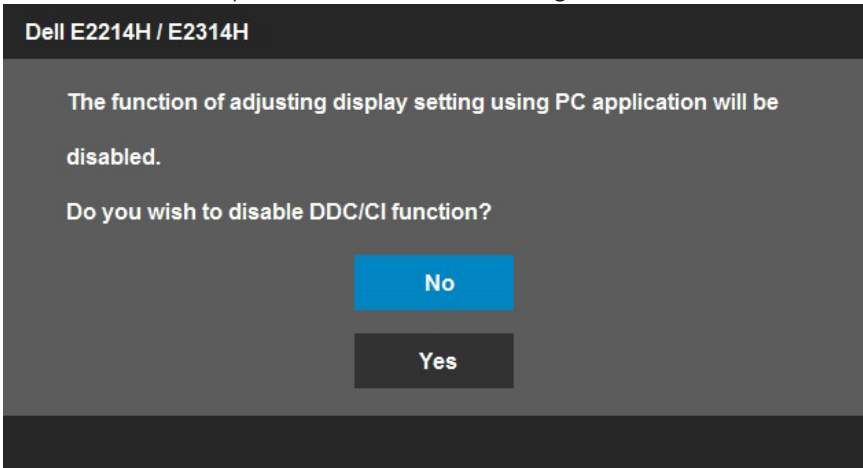 Dell E2214H / E2314H
The function of adjusting display setting using PC application will be
disabled.
Do you wish to disable DDC/CI function?
No
Yes